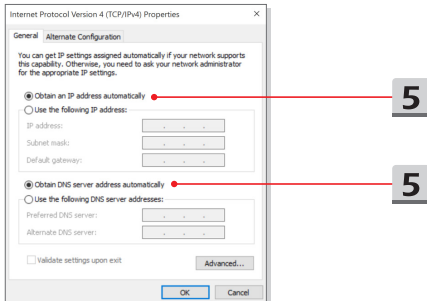 Internet Protocol Version 4 (TCP/IPv4) Properties
General
Alternate Configuration
You can get IP settings assigned automatically if your network supports
this capability. Otherwise, you need to ask your network administrator
for the appropriate IP settings.
Obtain an IP address automatically
5
Use the following IP address:
IP address:
Subnet mask:
Default gateway:
Obtain DNS server address automatically
5
Use the following DNS server addresses:
Preferred DNS server:
Alternate DNS server:
Validate settings upon exit
Advanced...
OK
Cancel